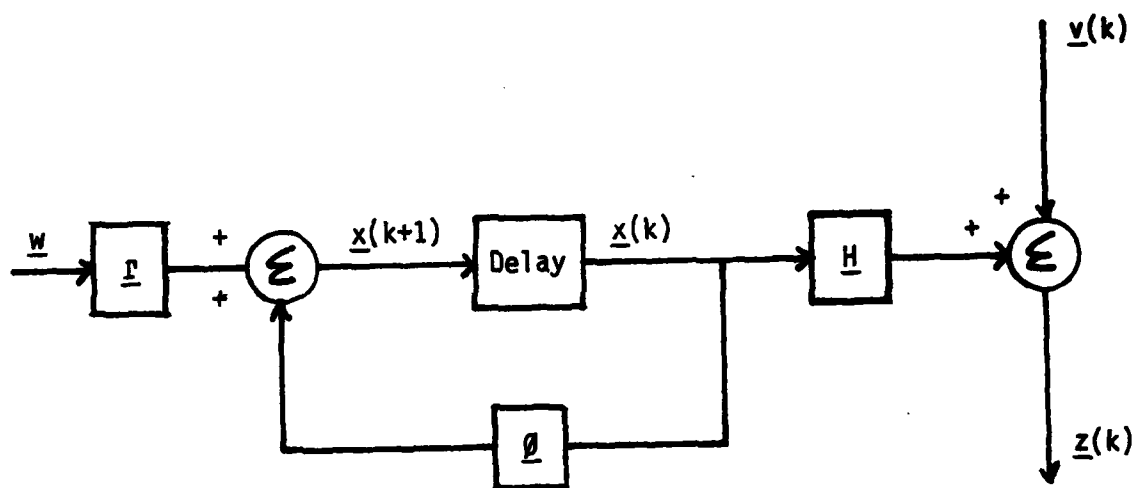 v(k)
+
w
+
x(k+1)
x(k)
+
Γ
Σ
Delay
H
Σ
+
Ø
z(k)